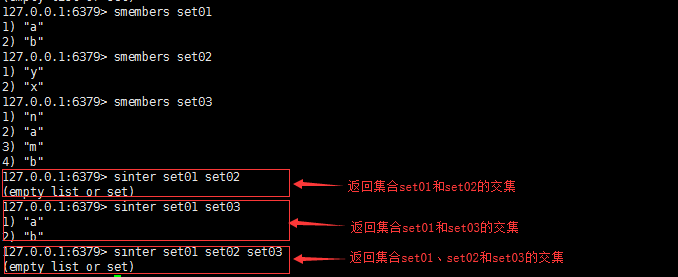 (empty list or set)
127.0.0.1:6379> smembers set01
1) "a"
2) "b"
127.0.0.1:6379> smembers set02
1) "y"
2) "x"
127.0.0.1:6379> smembers set03
1) "n"
2) "a"
3) "m"
4) "b"
127.0.0.1:6379> sinter set01 set02
(empty list or set)
返回集合set01和set02的交集
127.0.0.1:6379> sinter set01 set03
1) "a"
2) "b"
返回集合set01和set03的交集
127.0.0.1:6379> sinter set01 set02 set03
(empty list or set)
返回集合set01、set02和set03的交集